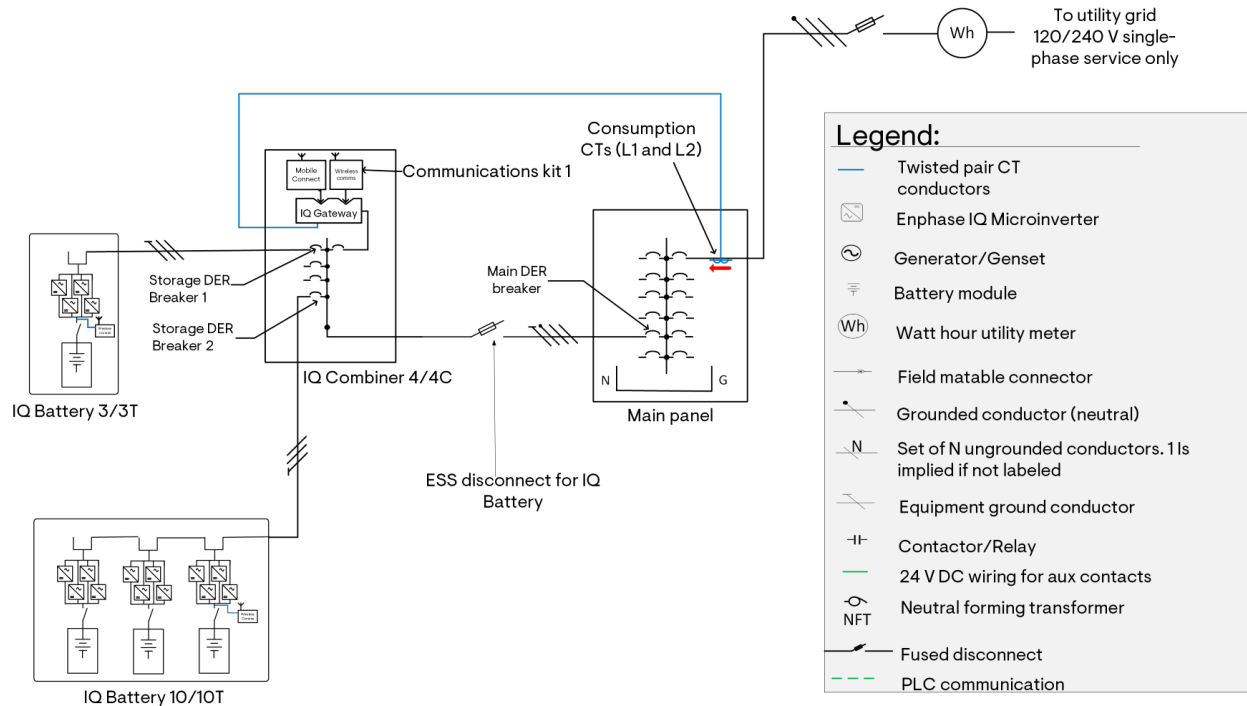 To utility grid
120/240 V single-
phase service only
Wh
Consumption
CTs (L1 and L2)
Communications kit 1
Mobile
Connect
Wireless
comms
IQ Gateway
Storage DER
Breaker 1
Storage DER
Breaker 2
Main DER
breaker
IQ Combiner 4/4C
N
G
Main panel
Wireless
comms
IQ Battery 3/3T
ESS disconnect for IQ
Battery
Wireless
Comms
IQ Battery 10/10T
Legend:
Twisted pair CT
conductors
Enphase IQ Microinverter
Generator/Genset
Battery module
Wh
Watt hour utility meter
Field matable connector
Grounded conductor (neutral)
N
Set of N ungrounded conductors. 1 Is
implied if not labeled
Equipment ground conductor
Contactor/Relay
24 V DC wiring for aux contacts
NFT
Neutral forming transformer
Fused disconnect
PLC communication